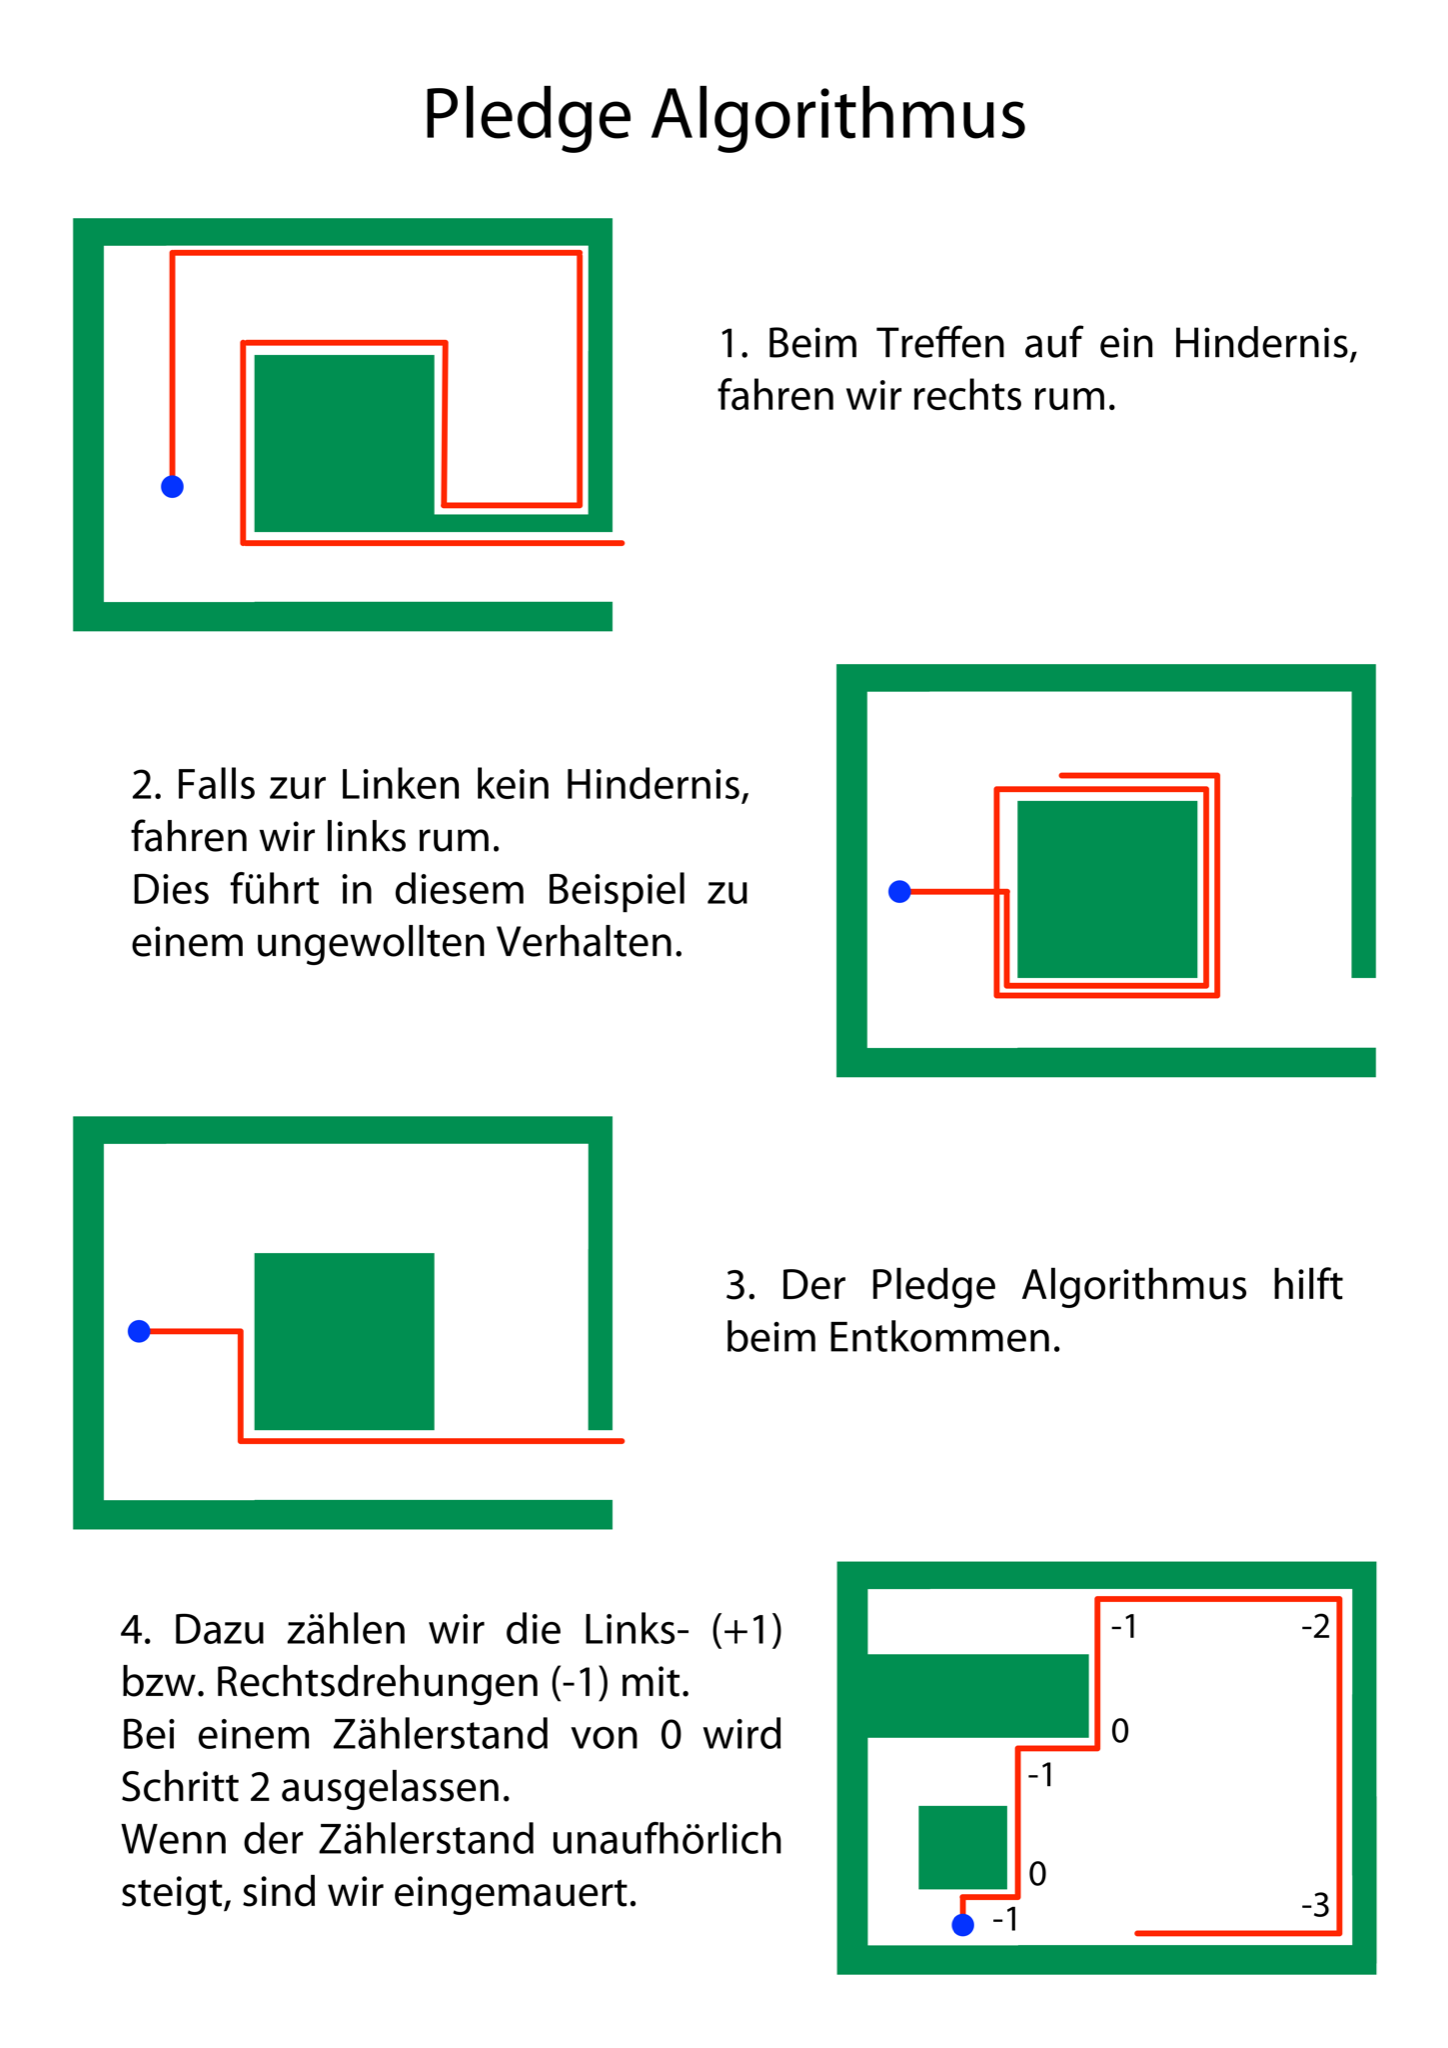 Pledge Algorithmus
1. Beim Treffen auf ein Hindernis,
fahren wir rechts rum.
2. Falls zur Linken kein Hindernis,
fahren wir links rum.
Dies führt in diesem Beispiel zu
einem ungewollten Verhalten.
3. Der Pledge Algorithmus hilft
beim Entkommen.
4. Dazu zählen wir die Links- (+1)
bzw. Rechtsdrehungen (-1) mit.
Bei einem Zählerstand von 0 wird
Schritt 2 ausgelassen.
Wenn der Zählerstand unaufhörlich
steigt, sind wir eingemauert.
-1
-2
0
-1
0
-1
-3